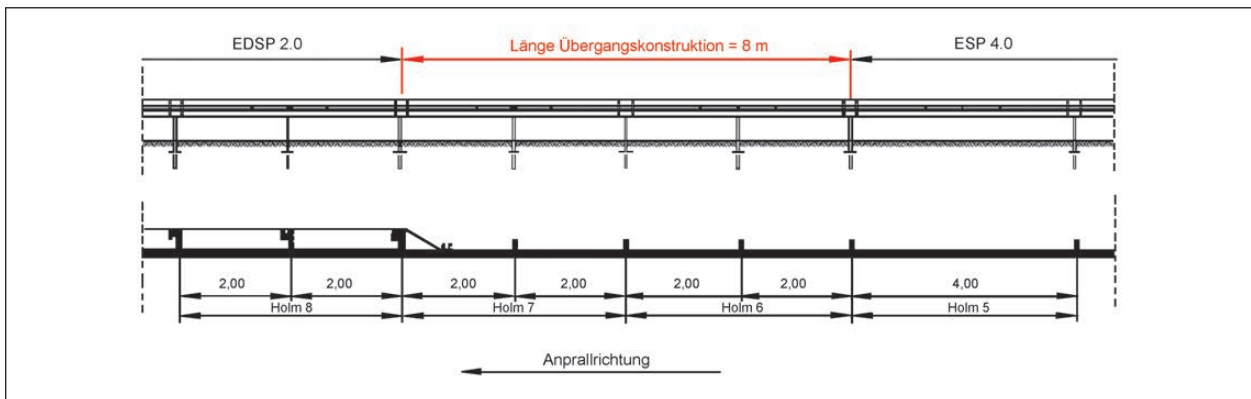 EDSP 2.0 Länge Übergangskonstruktion = 8 m ESP 4.0
2,00 2,00 2,00 2,00 2,00 2,00 4,00
Holm 8 Holm 7 Holm 6 Holm 5
Anprallrichtung